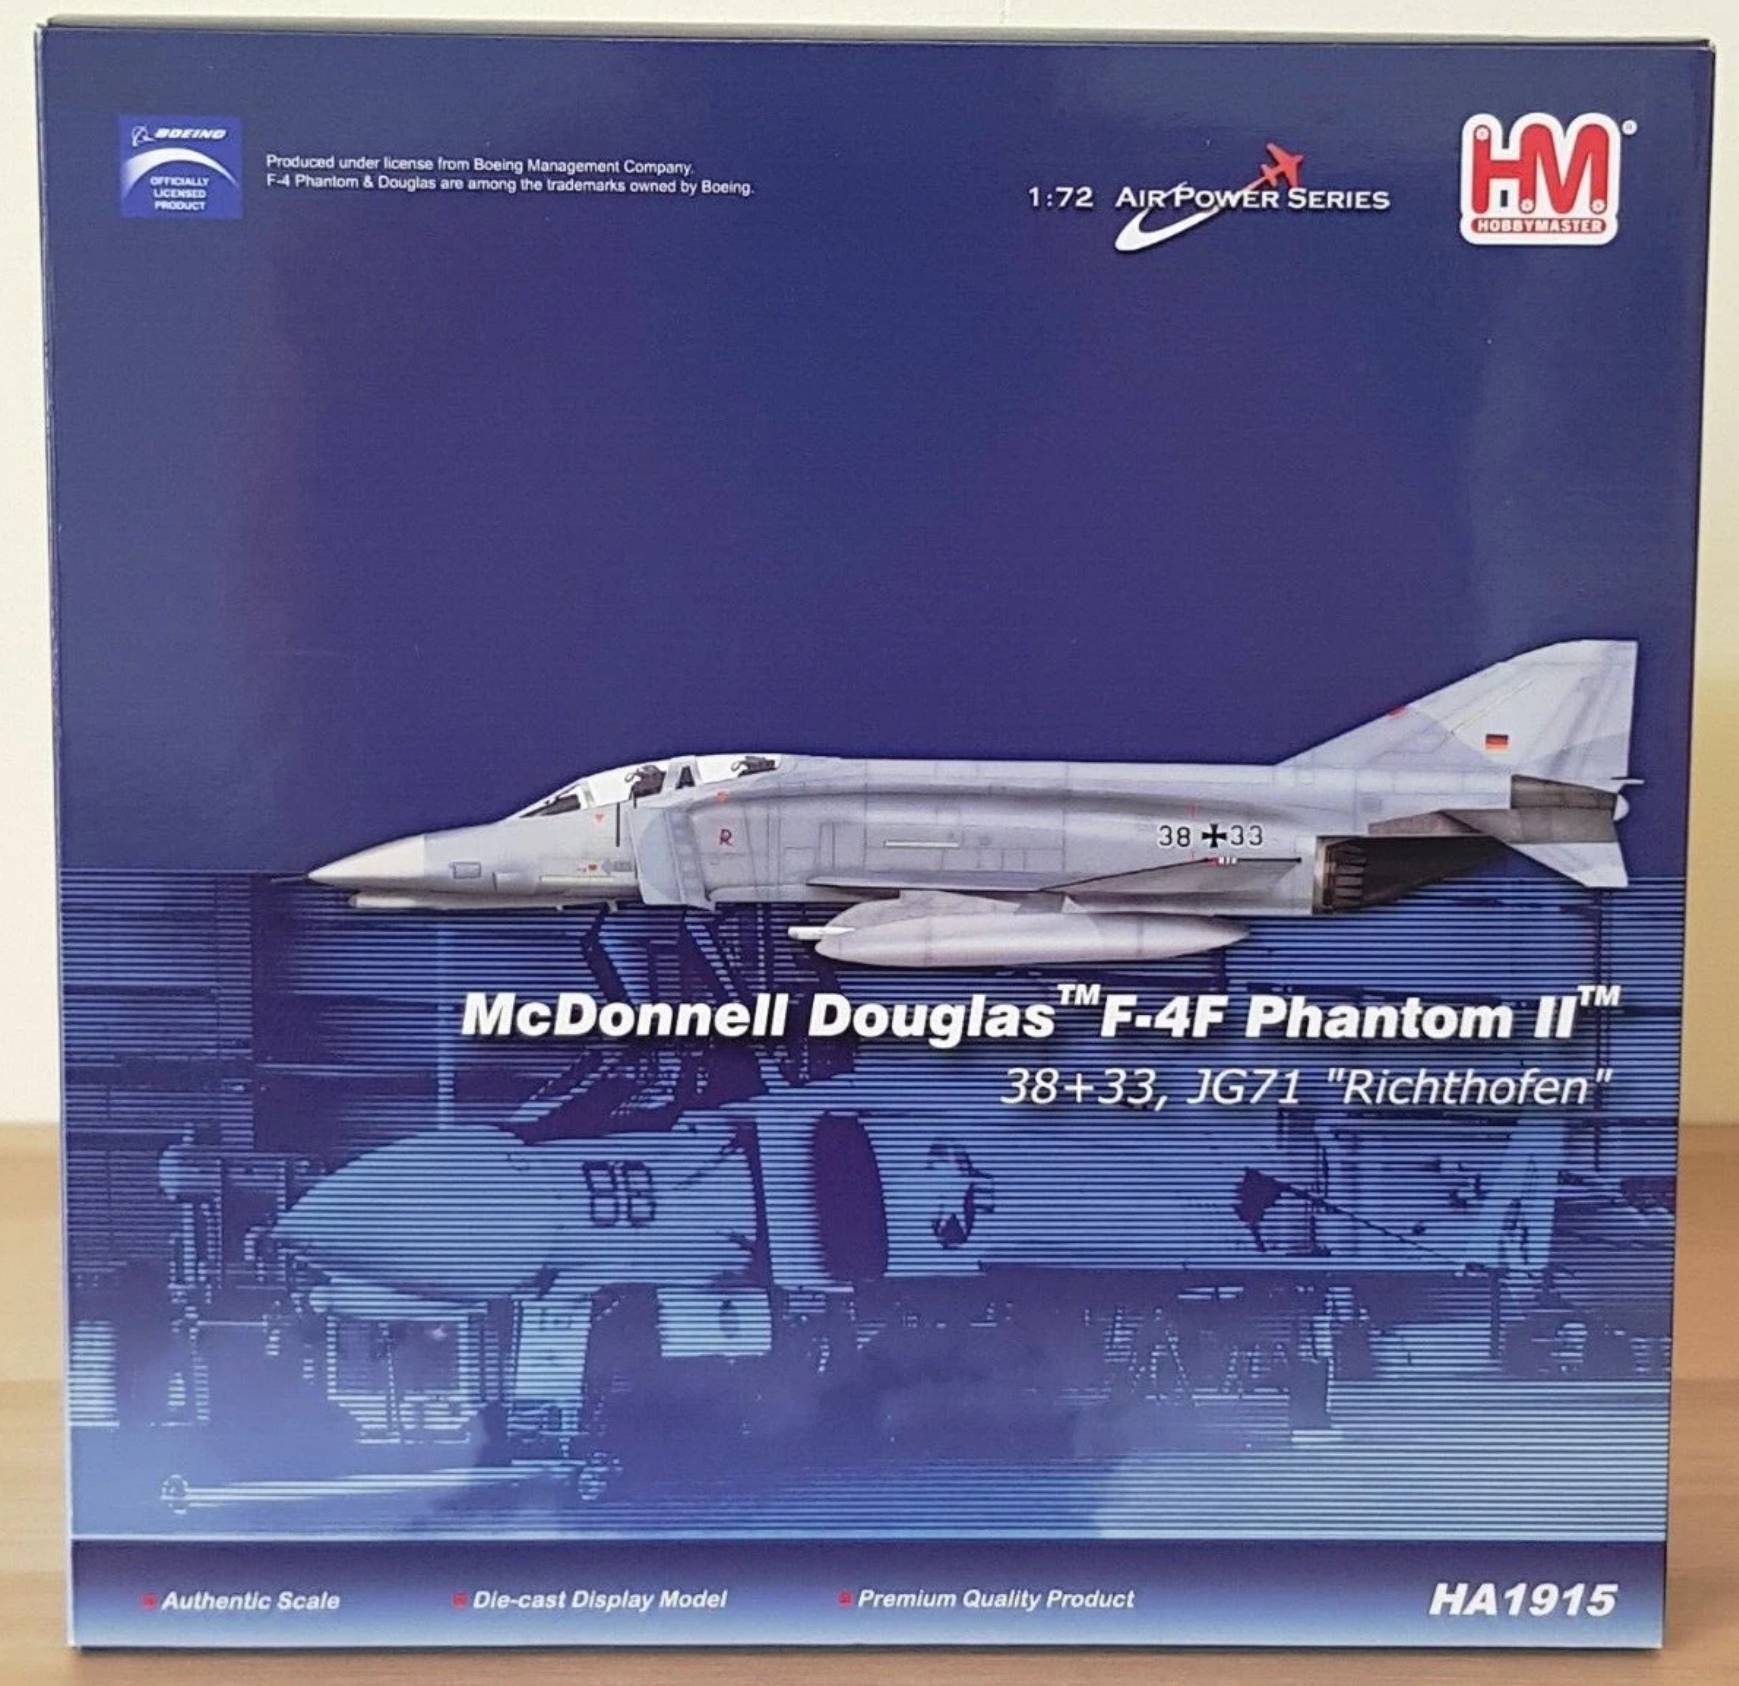 BOEING
OFFICIALLY
LICENSED
PRODUCT
Produced under license from Boeing Management Company.
F-4 Phantom & Douglas are among the trademarks owned by Boeing.
1:72 AIR POWER SERIES
HM®
HOBBYMASTER
R
38 33
McDonnell Douglas™ F-4F Phantom II™
38+33, JG71 "Richthofen"
88
Authentic Scale
Die-cast Display Model
Premium Quality Product
HA1915